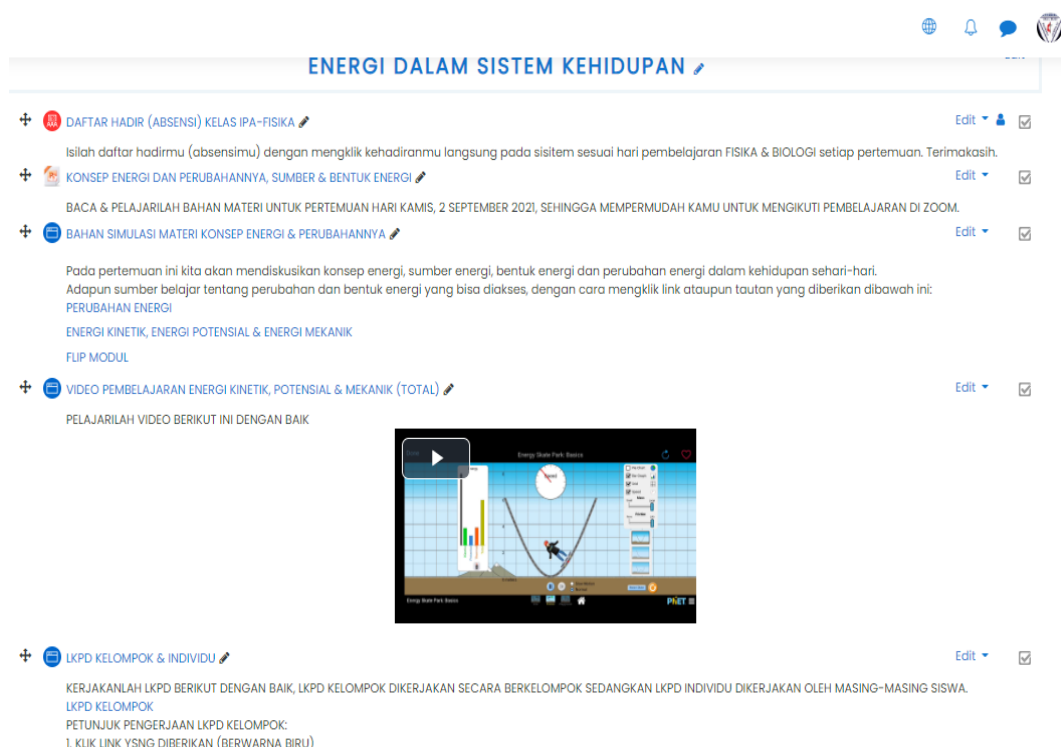 ENERGI DALAM SISTEM KEHIDUPAN
DAFTAR HADIR (ABSENSI) KELAS IPA-FISIKA
Edit
Isilah daftar hadirmu (absensimu) dengan mengklik kehadiranmu langsung pada sisitem sesuai hari pembelajaran FISIKA & BIOLOGI setiap pertemuan. Terimakasih.
KONSEP ENERGI DAN PERUBAHANNYA, SUMBER & BENTUK ENERGI
Edit
BACA & PELAJARILAH BAHAN MATERI UNTUK PERTEMUAN HARI KAMIS, 2 SEPTEMBER 2021, SEHINGGA MEMPERMUDAH KAMU UNTUK MENGIKUTI PEMBELAJARAN DI ZOOM.
BAHAN SIMULASI MATERI KONSEP ENERGI & PERUBAHANNYA
Edit
Pada pertemuan ini kita akan mendiskusikan konsep energi, sumber energi, bentuk energi dan perubahan energi dalam kehidupan sehari-hari.
Adapun sumber belajar tentang perubahan dan bentuk energi yang bisa diakses, dengan cara mengklik link ataupun tautan yang diberikan dibawah ini:
PERUBAHAN ENERGI
ENERGI KINETIK, ENERGI POTENSIAL & ENERGI MEKANIK
FLIP MODUL
VIDEO PEMBELAJARAN ENERGI KINETIK, POTENSIAL & MEKANIK (TOTAL)
Edit
PELAJARILAH VIDEO BERIKUT INI DENGAN BAIK
Energy Skate Park: Basics
Energy Skate Park: Basics
PhET
LKPD KELOMPOK & INDIVIDU
Edit
KERJAKANLAH LKPD BERIKUT DENGAN BAIK, LKPD KELOMPOK DIKERJAKAN SECARA BERKELOMPOK SEDANGKAN LKPD INDIVIDU DIKERJAKAN OLEH MASING-MASING SISWA.
LKPD KELOMPOK
PETUNJUK PENGERJAAN LKPD KELOMPOK:
1. KLIK LINK YSNG DIBERIKAN (BERWARNA BIRU)